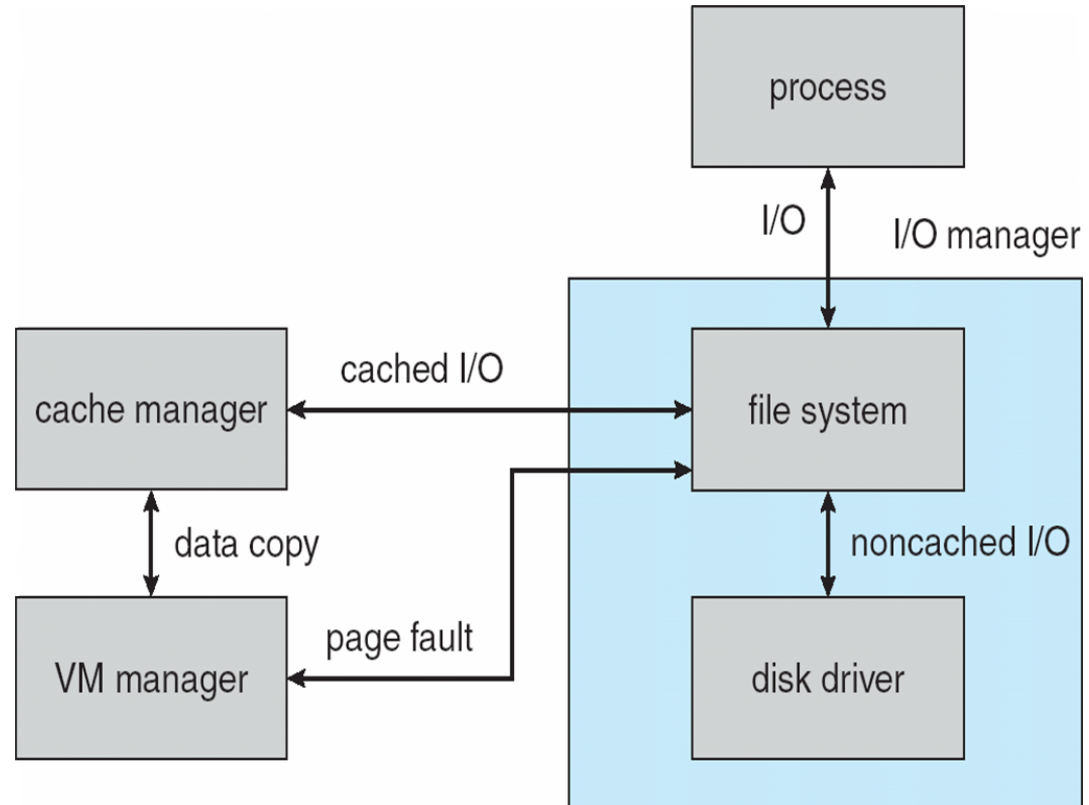 process
I/O
I/O manager
cached I/O
cache manager
file system
data copy
noncached I/O
page fault
VM manager
disk driver